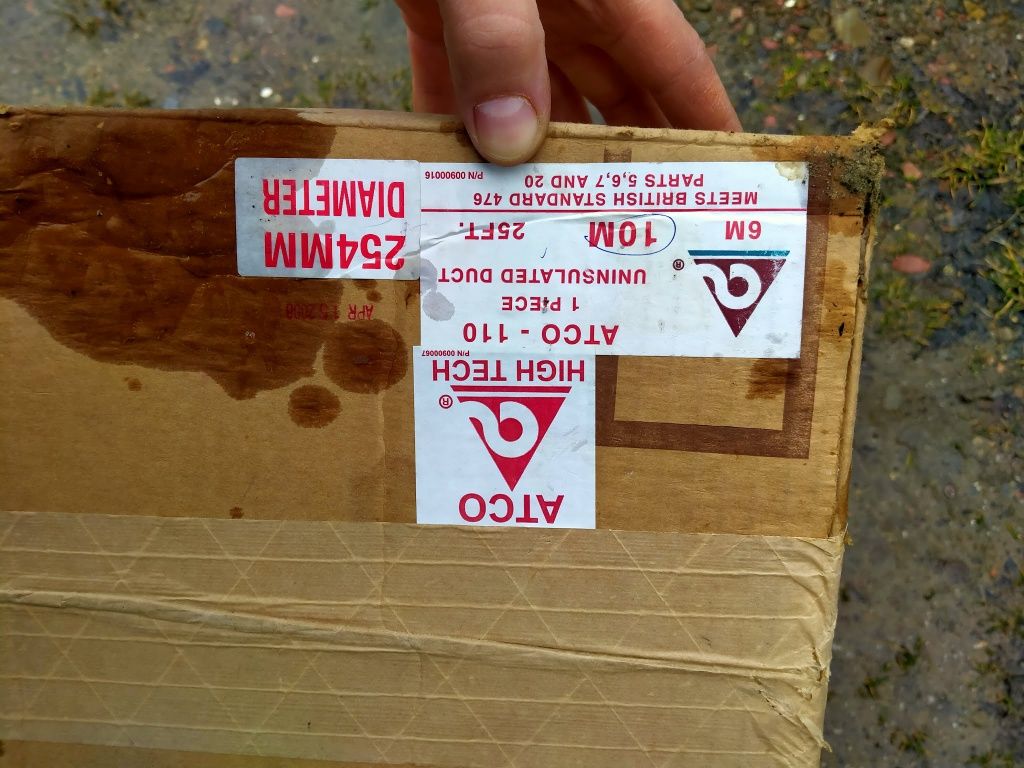 ATCO
®
HIGH TECH
P/N 00900067
ATCO - 110
1 PIECE
UNINSULATED DUCT
®
6M 10M 25FT.
MEETS BRITISH STANDARD 476
PARTS 5,6,7 AND 20
P/N 00900016
254MM
DIAMETER
APR 15 2008